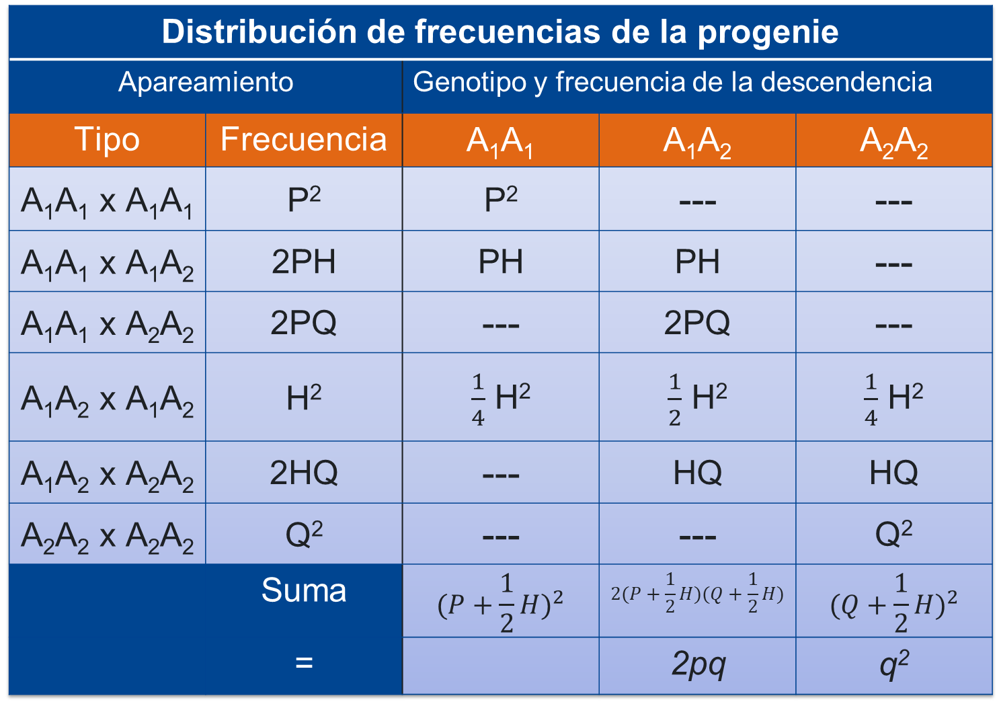 Distribución de frecuencias de la progenie
Apareamiento Genotipo y frecuencia de la descendencia
Tipo Frecuencia A₁A₁ A₁A₂ A₂A₂
A₁A₁ x A₁A₁ P² P² --- ---
A₁A₁ x A₁A₂ 2PH PH PH ---
A₁A₁ x A₂A₂ 2PQ --- 2PQ ---
A₁A₂ x A₁A₂ H² 1/4 H² 1/2 H² 1/4 H²
A₁A₂ x A₂A₂ 2HQ --- HQ HQ
A₂A₂ x A₂A₂ Q² --- --- Q²
Suma (P + 1/2 H)² 2(P + 1/2 H)(Q + 1/2 H) (Q + 1/2 H)²
= 2pq q²